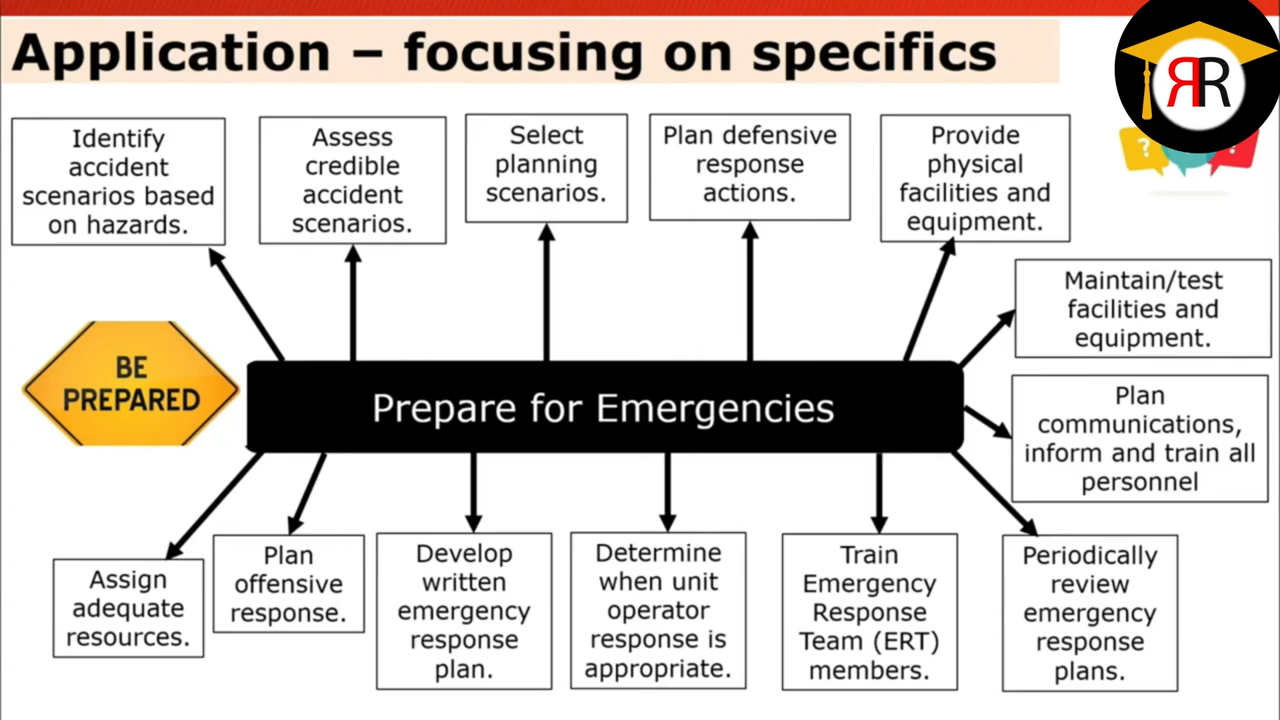 Application – focusing on specifics
ЯR
? ?
Identify
accident
scenarios based
on hazards.
Assess
credible
accident
scenarios.
Select
planning
scenarios.
Plan defensive
response
actions.
Provide
physical
facilities and
equipment.
Maintain/test
facilities and
equipment.
BE
PREPARED
Prepare for Emergencies
Plan
communications,
inform and train all
personnel
Assign
adequate
resources.
Plan
offensive
response.
Develop
written
emergency
response
plan.
Determine
when unit
operator
response is
appropriate.
Train
Emergency
Response
Team (ERT)
members.
Periodically
review
emergency
response
plans.